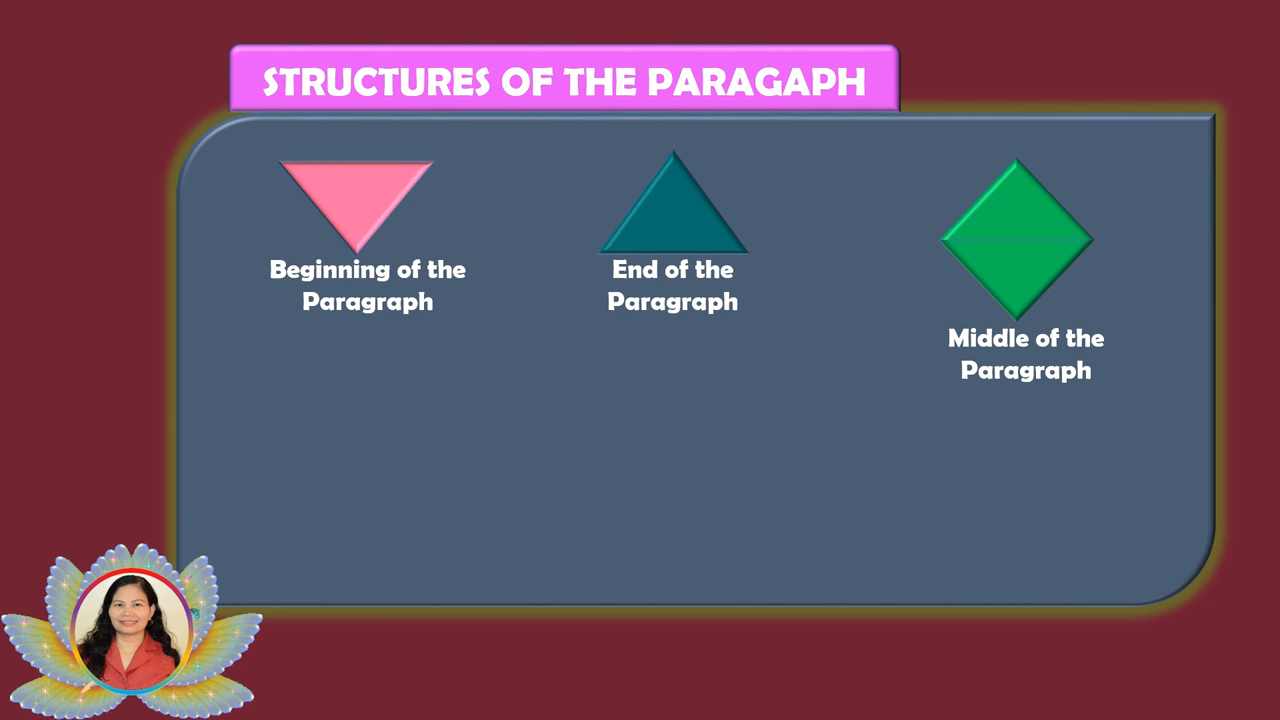 STRUCTURES OF THE PARAGAPH
Beginning of the
Paragraph
End of the
Paragraph
Middle of the
Paragraph